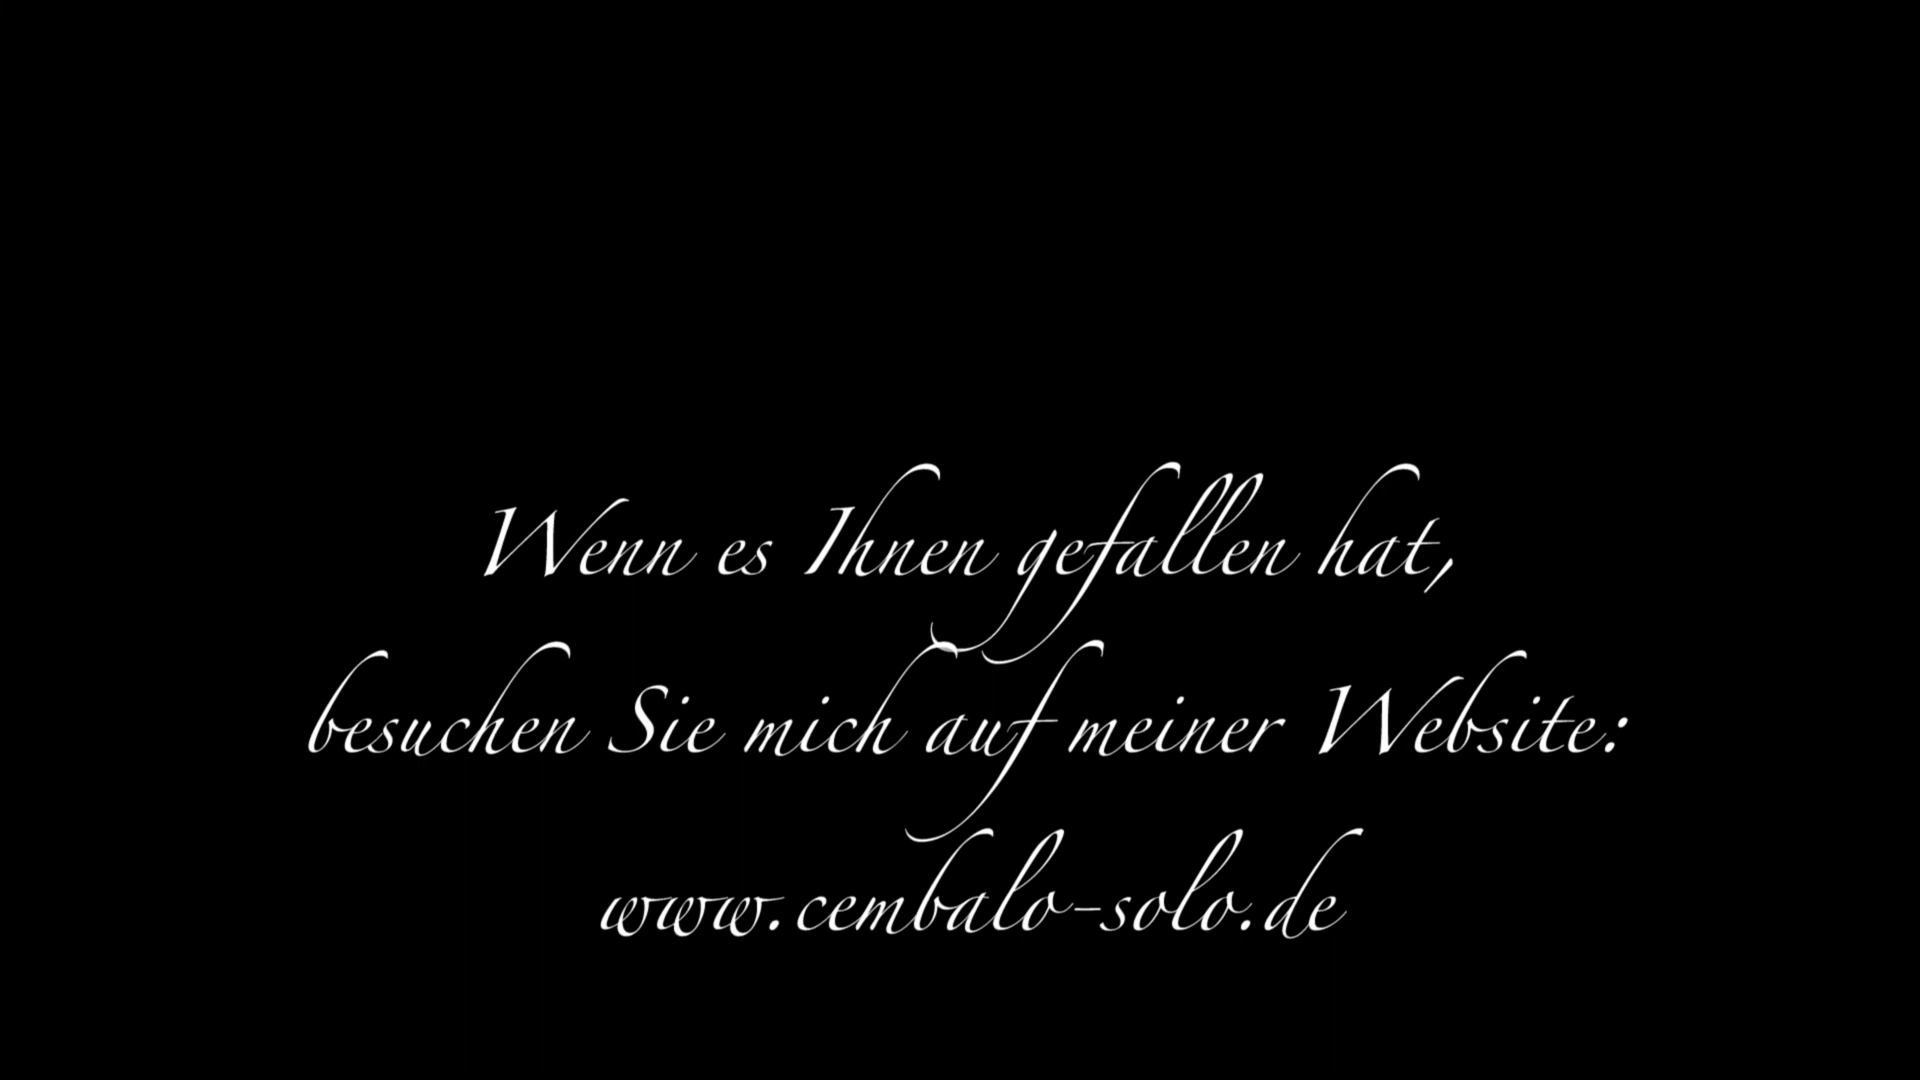 Wenn es Ihnen gefallen hat,
besuchen Sie mich auf meiner Website:
www.cembalo-solo.de